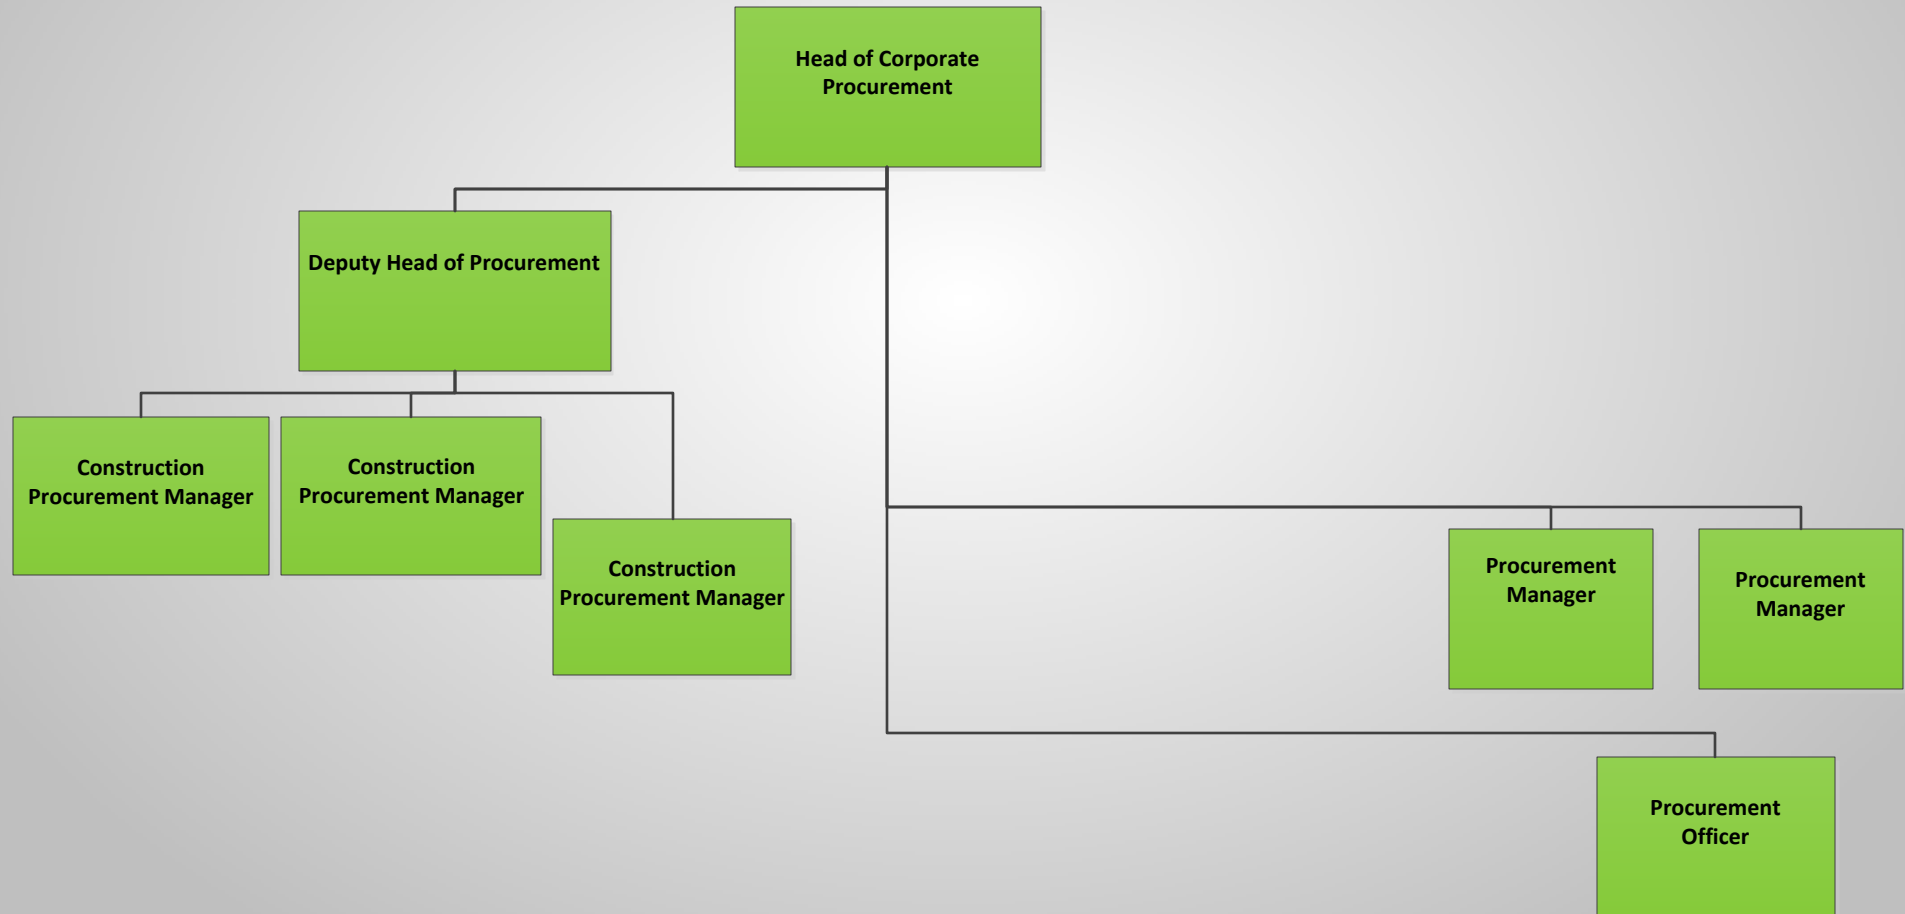 Head of Corporate
Procurement
Deputy Head of Procurement
Construction
Procurement Manager
Construction
Procurement Manager
Construction
Procurement Manager
Procurement
Manager
Procurement
Manager
Procurement
Officer